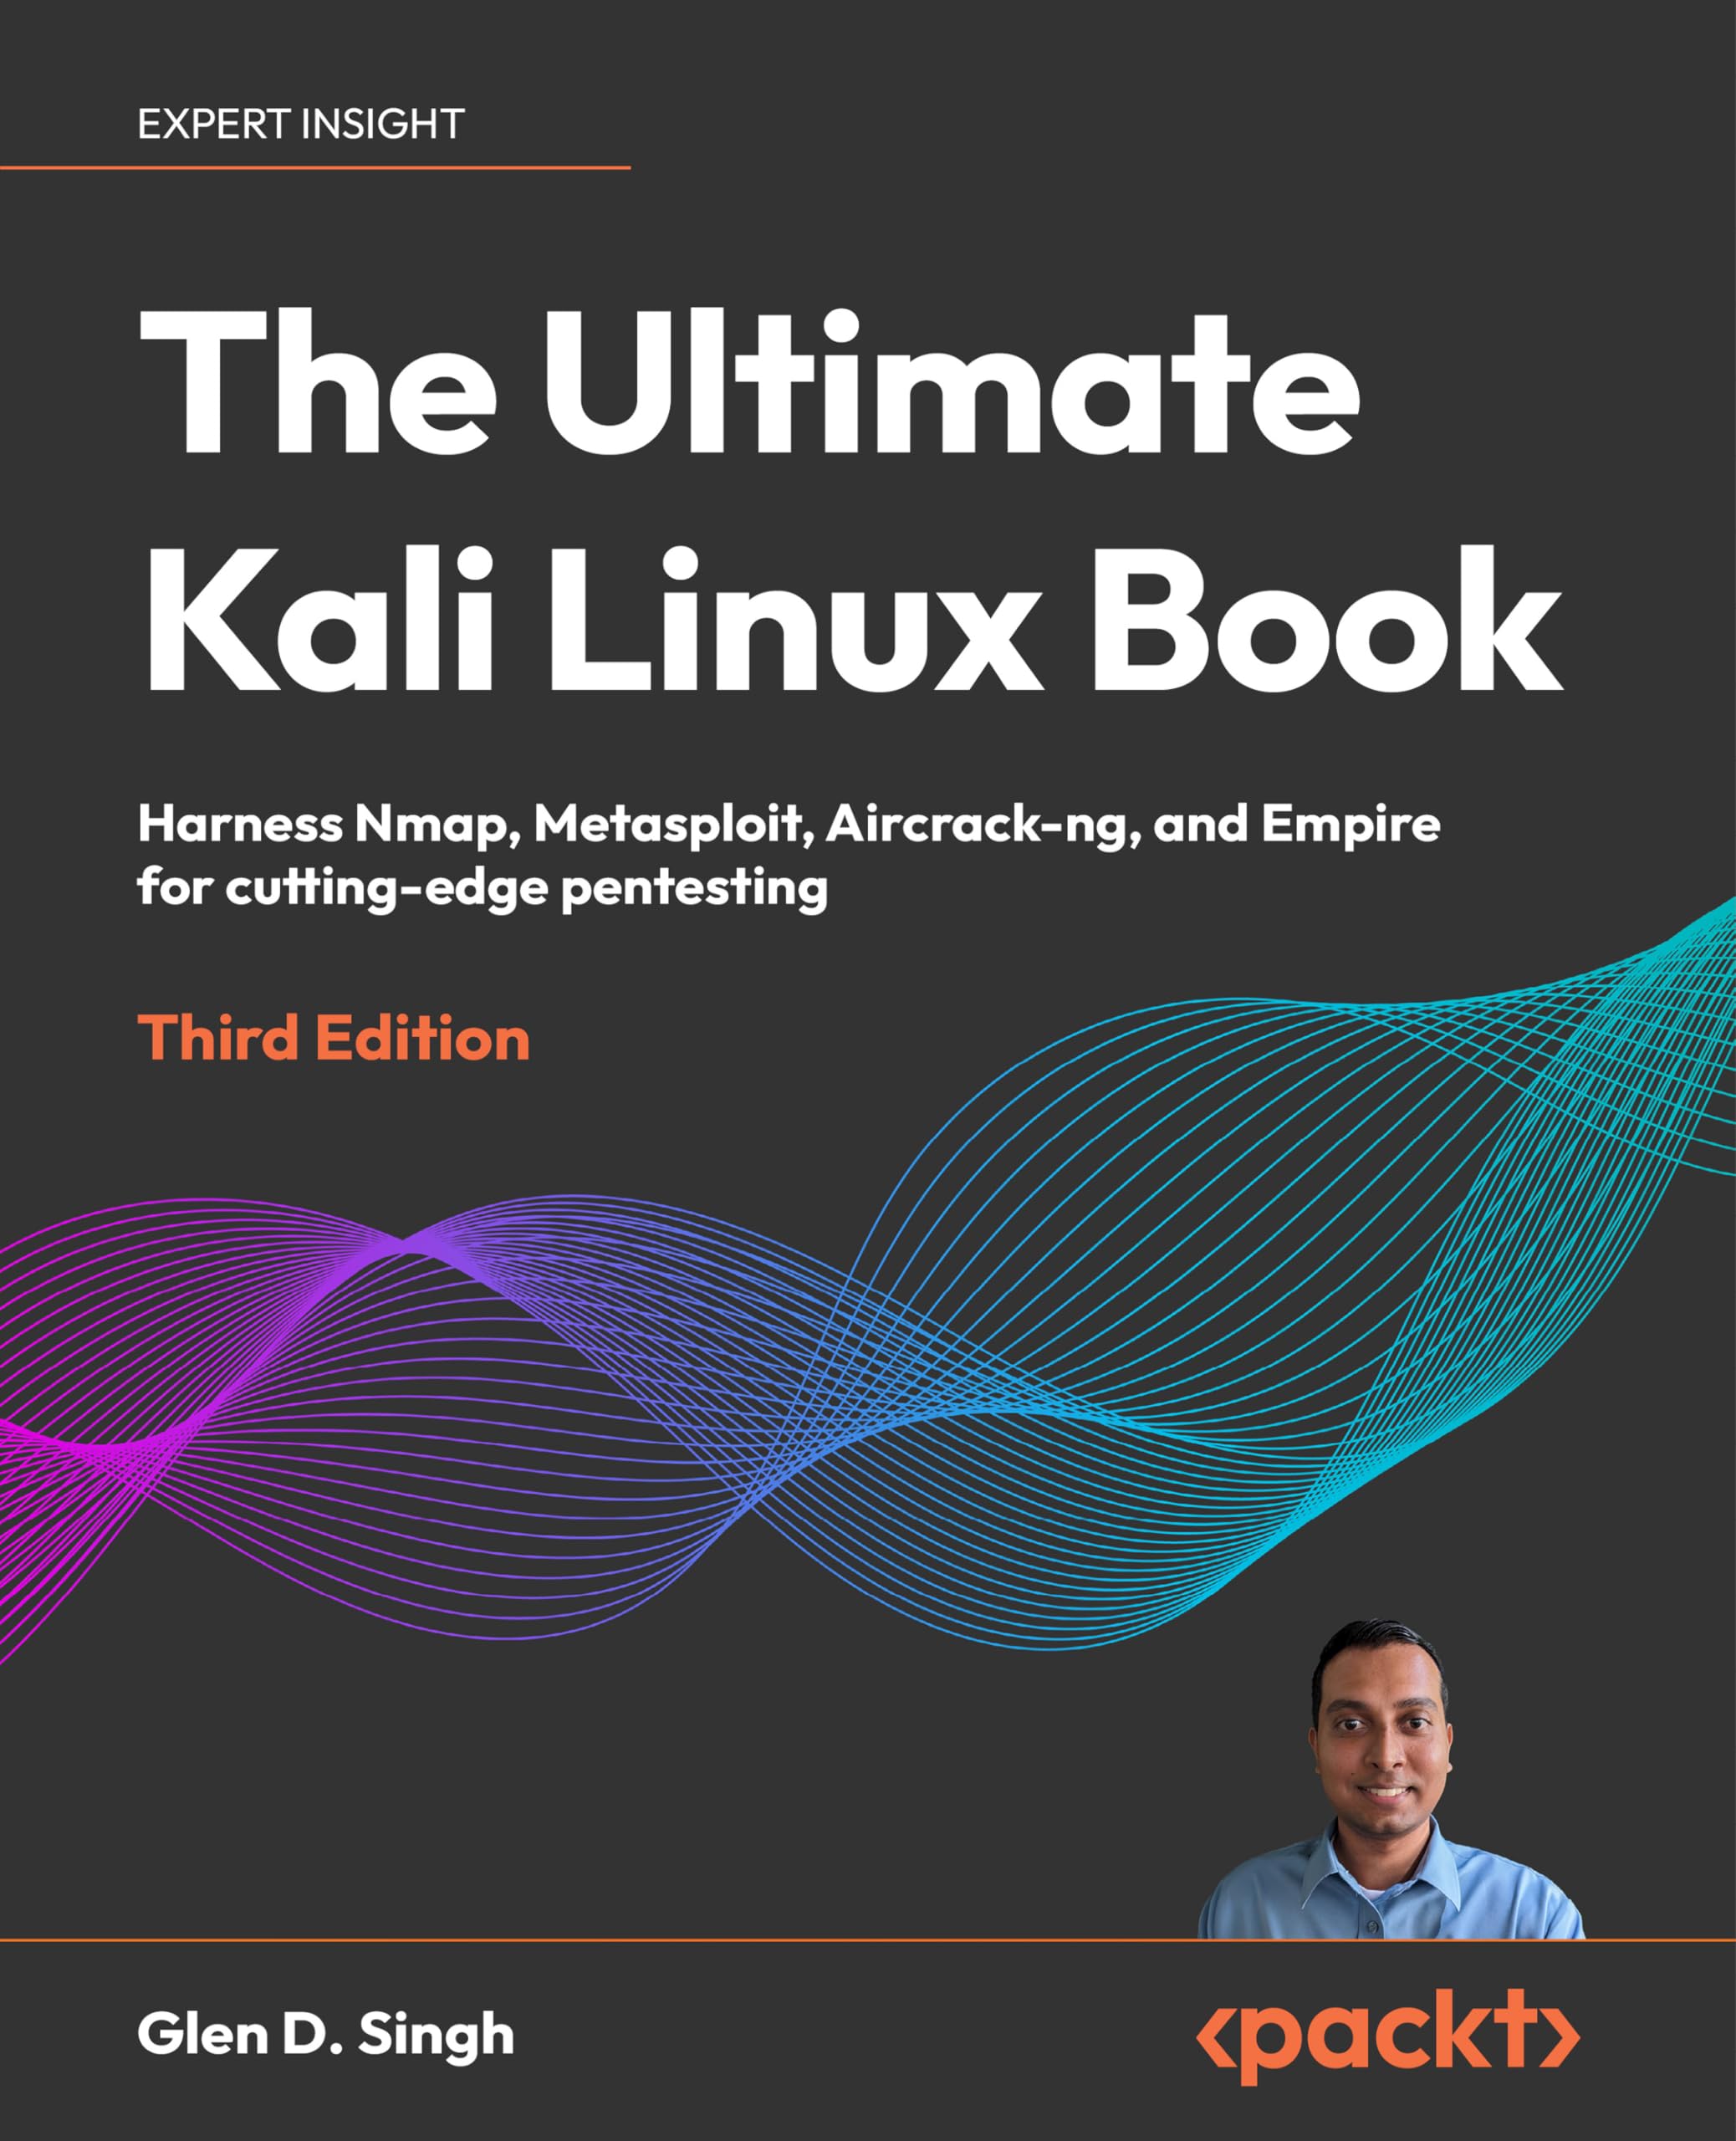 EXPERT INSIGHT
The Ultimate
Kali Linux Book
Harness Nmap, Metasploit, Aircrack-ng, and Empire
for cutting-edge pentesting
Third Edition
Glen D. Singh
<packt>